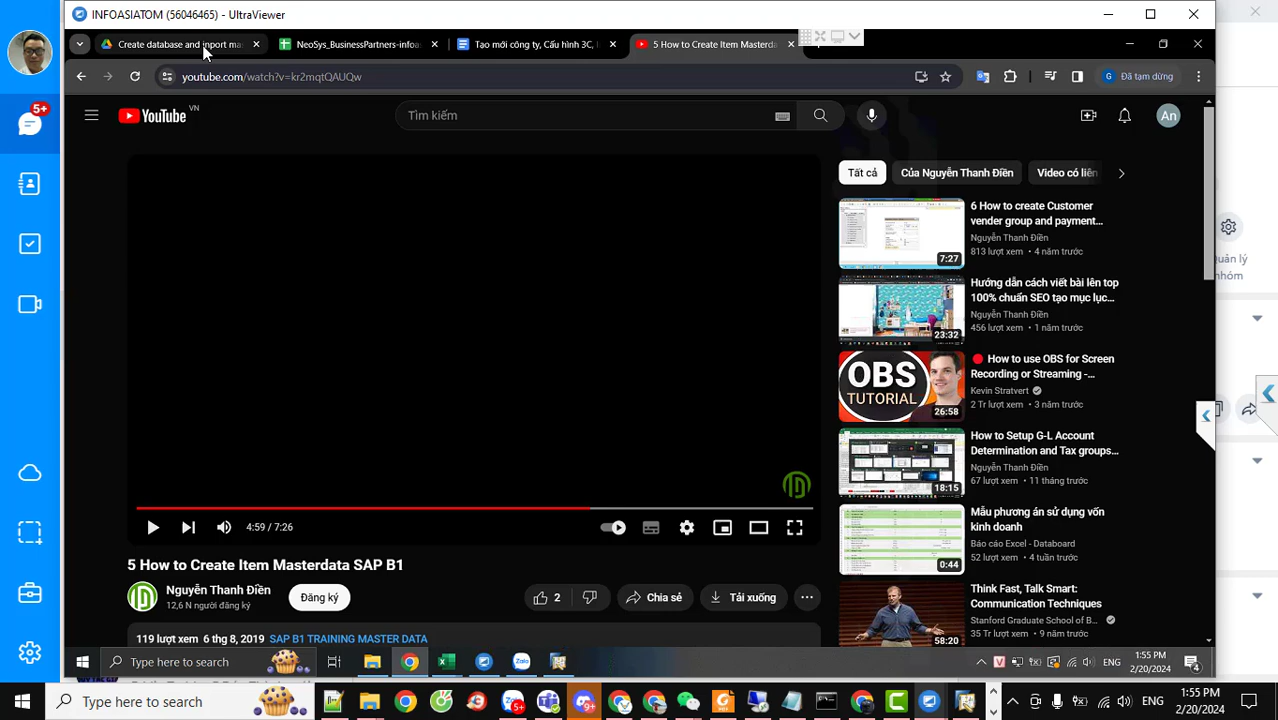 INFOASIATOM (56046465) - UltraViewer
Create database and inport ma
NeoSys_BusinessPartners-infoas
Tạo mới công ty, Cấu hình 3C,
5 How to Create Item Masterda
youtube.com/watch?v=kr2mqtQAUQw
G Đã tạm dừng
YouTube VN
Tìm kiếm
An
Tất cả
Của Nguyễn Thanh Điền
Video có liên
6 How to create Customer
vender group and payment...
Nguyễn Thanh Điền
813 lượt xem • 4 năm trước
7:27
Hướng dẫn cách viết bài lên top
100% chuẩn SEO tạo mục lục...
Nguyễn Thanh Điền
456 lượt xem • 1 năm trước
23:32
OBS
TUTORIAL
26:58
How to use OBS for Screen
Recording or Streaming -...
Kevin Stratvert
2 Tr lượt xem • 3 năm trước
How to Setup G-L Account
Determination and Tax groups...
Nguyễn Thanh Điền
67 lượt xem • 11 tháng trước
18:15
Mẫu phương án sử dụng vốn
kinh doanh
Báo cáo Excel - Databoard
52 lượt xem • 4 tuần trước
0:44
Think Fast, Talk Smart:
Communication Techniques
Stanford Graduate School of B...
35 Tr lượt xem • 9 năm trước
58:20
4:59 / 7:26
5 How to Create Item Masterdata SAP B1
Nguyễn Thanh Điền
12,6 N người đăng ký
Đăng ký
2
Chia sẻ
Tải xuống
119 lượt xem 6 thg 8, 2019 SAP B1 TRAINING MASTER DATA
Quản lý
nhóm
5+
Type here to search
ENG
1:55 PM
2/20/2024
Type here to search
ENG
1:55 PM
2/20/2024